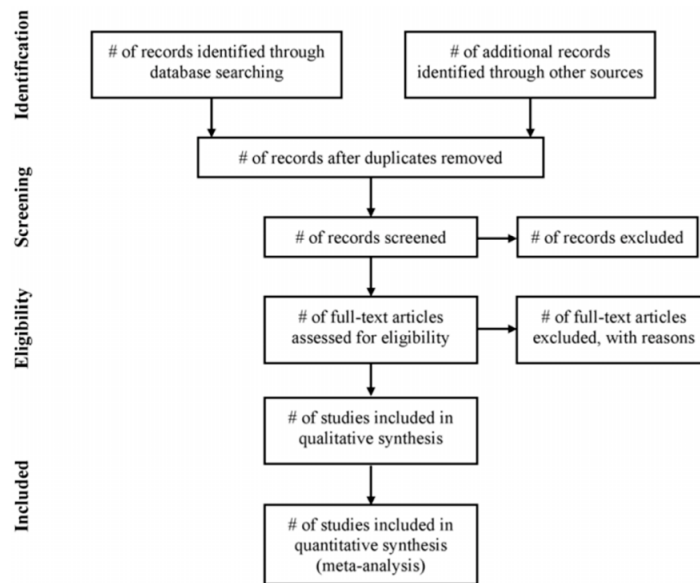 Identification
# of records identified through
database searching
# of additional records
identified through other sources
# of records after duplicates removed
Screening
# of records screened
# of records excluded
Eligibility
# of full-text articles
assessed for eligibility
# of full-text articles
excluded, with reasons
# of studies included in
qualitative synthesis
Included
# of studies included in
quantitative synthesis
(meta-analysis)